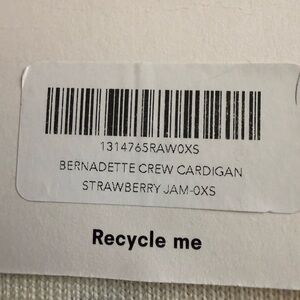 1314765RAW0XS
BERNADETTE CREW CARDIGAN
STRAWBERRY JAM-0XS
Recycle me